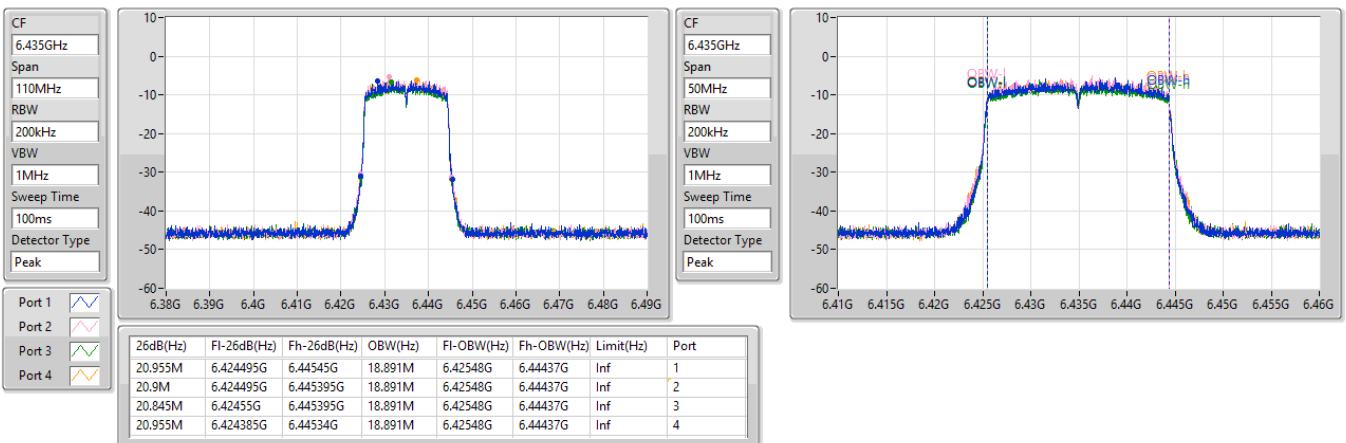 CF
6.435GHz
Span
110MHz
RBW
200kHz
VBW
1MHz
Sweep Time
100ms
Detector Type
Peak
10
0
-10
-20
-30
-40
-50
-60
6.38G 6.39G 6.4G 6.41G 6.42G 6.43G 6.44G 6.45G 6.46G 6.47G 6.48G 6.49G
CF
6.435GHz
Span
50MHz
RBW
200kHz
VBW
1MHz
Sweep Time
100ms
Detector Type
Peak
10
0
-10
-20
-30
-40
-50
-60
OBW-l OBW-h
6.41G 6.415G 6.42G 6.425G 6.43G 6.435G 6.44G 6.445G 6.45G 6.455G 6.46G
Port 1
Port 2
Port 3
Port 4
26dB(Hz) Fl-26dB(Hz) Fh-26dB(Hz) OBW(Hz) Fl-OBW(Hz) Fh-OBW(Hz) Limit(Hz) Port
20.955M 6.424495G 6.44545G 18.891M 6.42548G 6.44437G Inf 1
20.9M 6.424495G 6.445395G 18.891M 6.42548G 6.44437G Inf 2
20.845M 6.42455G 6.445395G 18.891M 6.42548G 6.44437G Inf 3
20.955M 6.424385G 6.44534G 18.891M 6.42548G 6.44437G Inf 4